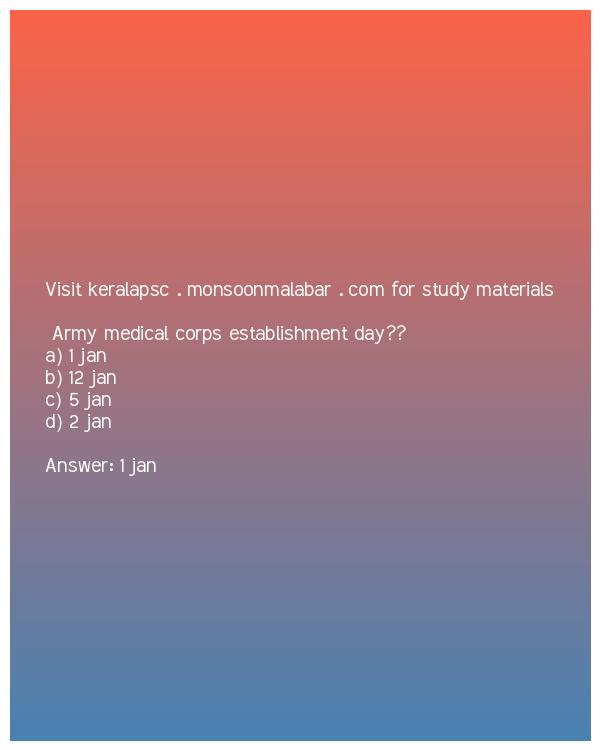 Visit keralapsc . monsoonmalabar . com for study materials
Army medical corps establishment day??
a) 1 jan
b) 12 jan
c) 5 jan
d) 2 jan
Answer: 1 jan